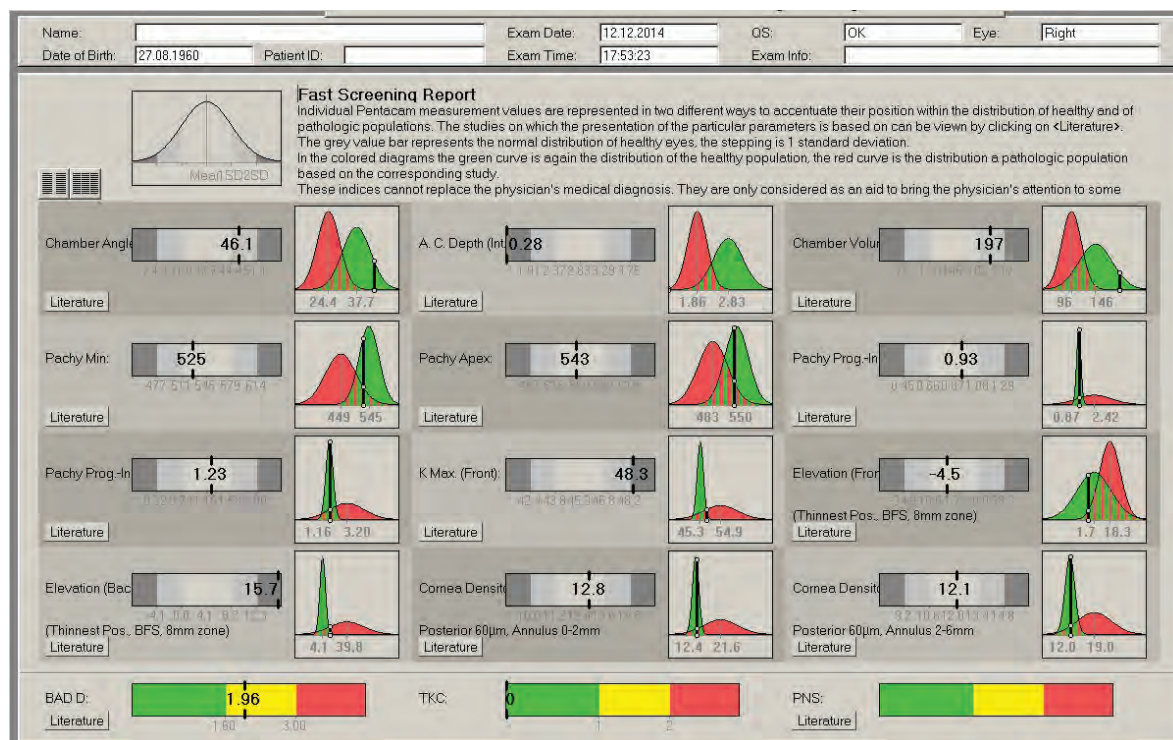 Name: Exam Date: 12.12.2014 QS: OK Eye: Right
Date of Birth: 27.08.1960 Patient ID: Exam Time: 17:53:23 Exam Info:
Fast Screening Report
Individual Pentacam measurement values are represented in two different ways to accentuate their position within the distribution of healthy and of
pathologic populations. The studies on which the presentation of the particular parameters is based on can be viewn by clicking on <Literature>.
The grey value bar represents the normal distribution of healthy eyes, the stepping is 1 standard deviation.
In the colored diagrams the green curve is again the distribution of the healthy population, the red curve is the distribution a pathologic population
based on the corresponding study.
These indices cannot replace the physician's medical diagnosis. They are only considered as an aid to bring the physician's attention to some
Chamber Angle 46.1
Literature
24.4 37.7
A. C. Depth (Int. 0.28
Literature
1.86 2.83
Chamber Volur 197
Literature
96 146
Pachy Min: 525
Literature
449 545
Pachy Apex: 543
Literature
483 550
Pachy Prog.-In 0.93
Literature
0.87 2.42
Pachy Prog.-In 1.23
Literature
1.16 3.20
K Max. (Front): 48.3
Literature
45.3 54.9
Elevation (Fron -4.5
(Thinnest Pos., BFS, 8mm zone)
Literature
1.7 18.3
Elevation (Bac 15.7
(Thinnest Pos., BFS, 8mm zone)
Literature
4.1 39.8
Cornea Densito 12.8
Posterior 60µm, Annulus 0-2mm
Literature
12.4 21.6
Cornea Densito 12.1
Posterior 60µm, Annulus 2-6mm
Literature
12.0 19.0
BAD D: 1.96
Literature
1.60 3.00
TKC: 0
1 2
PNS:
Literature